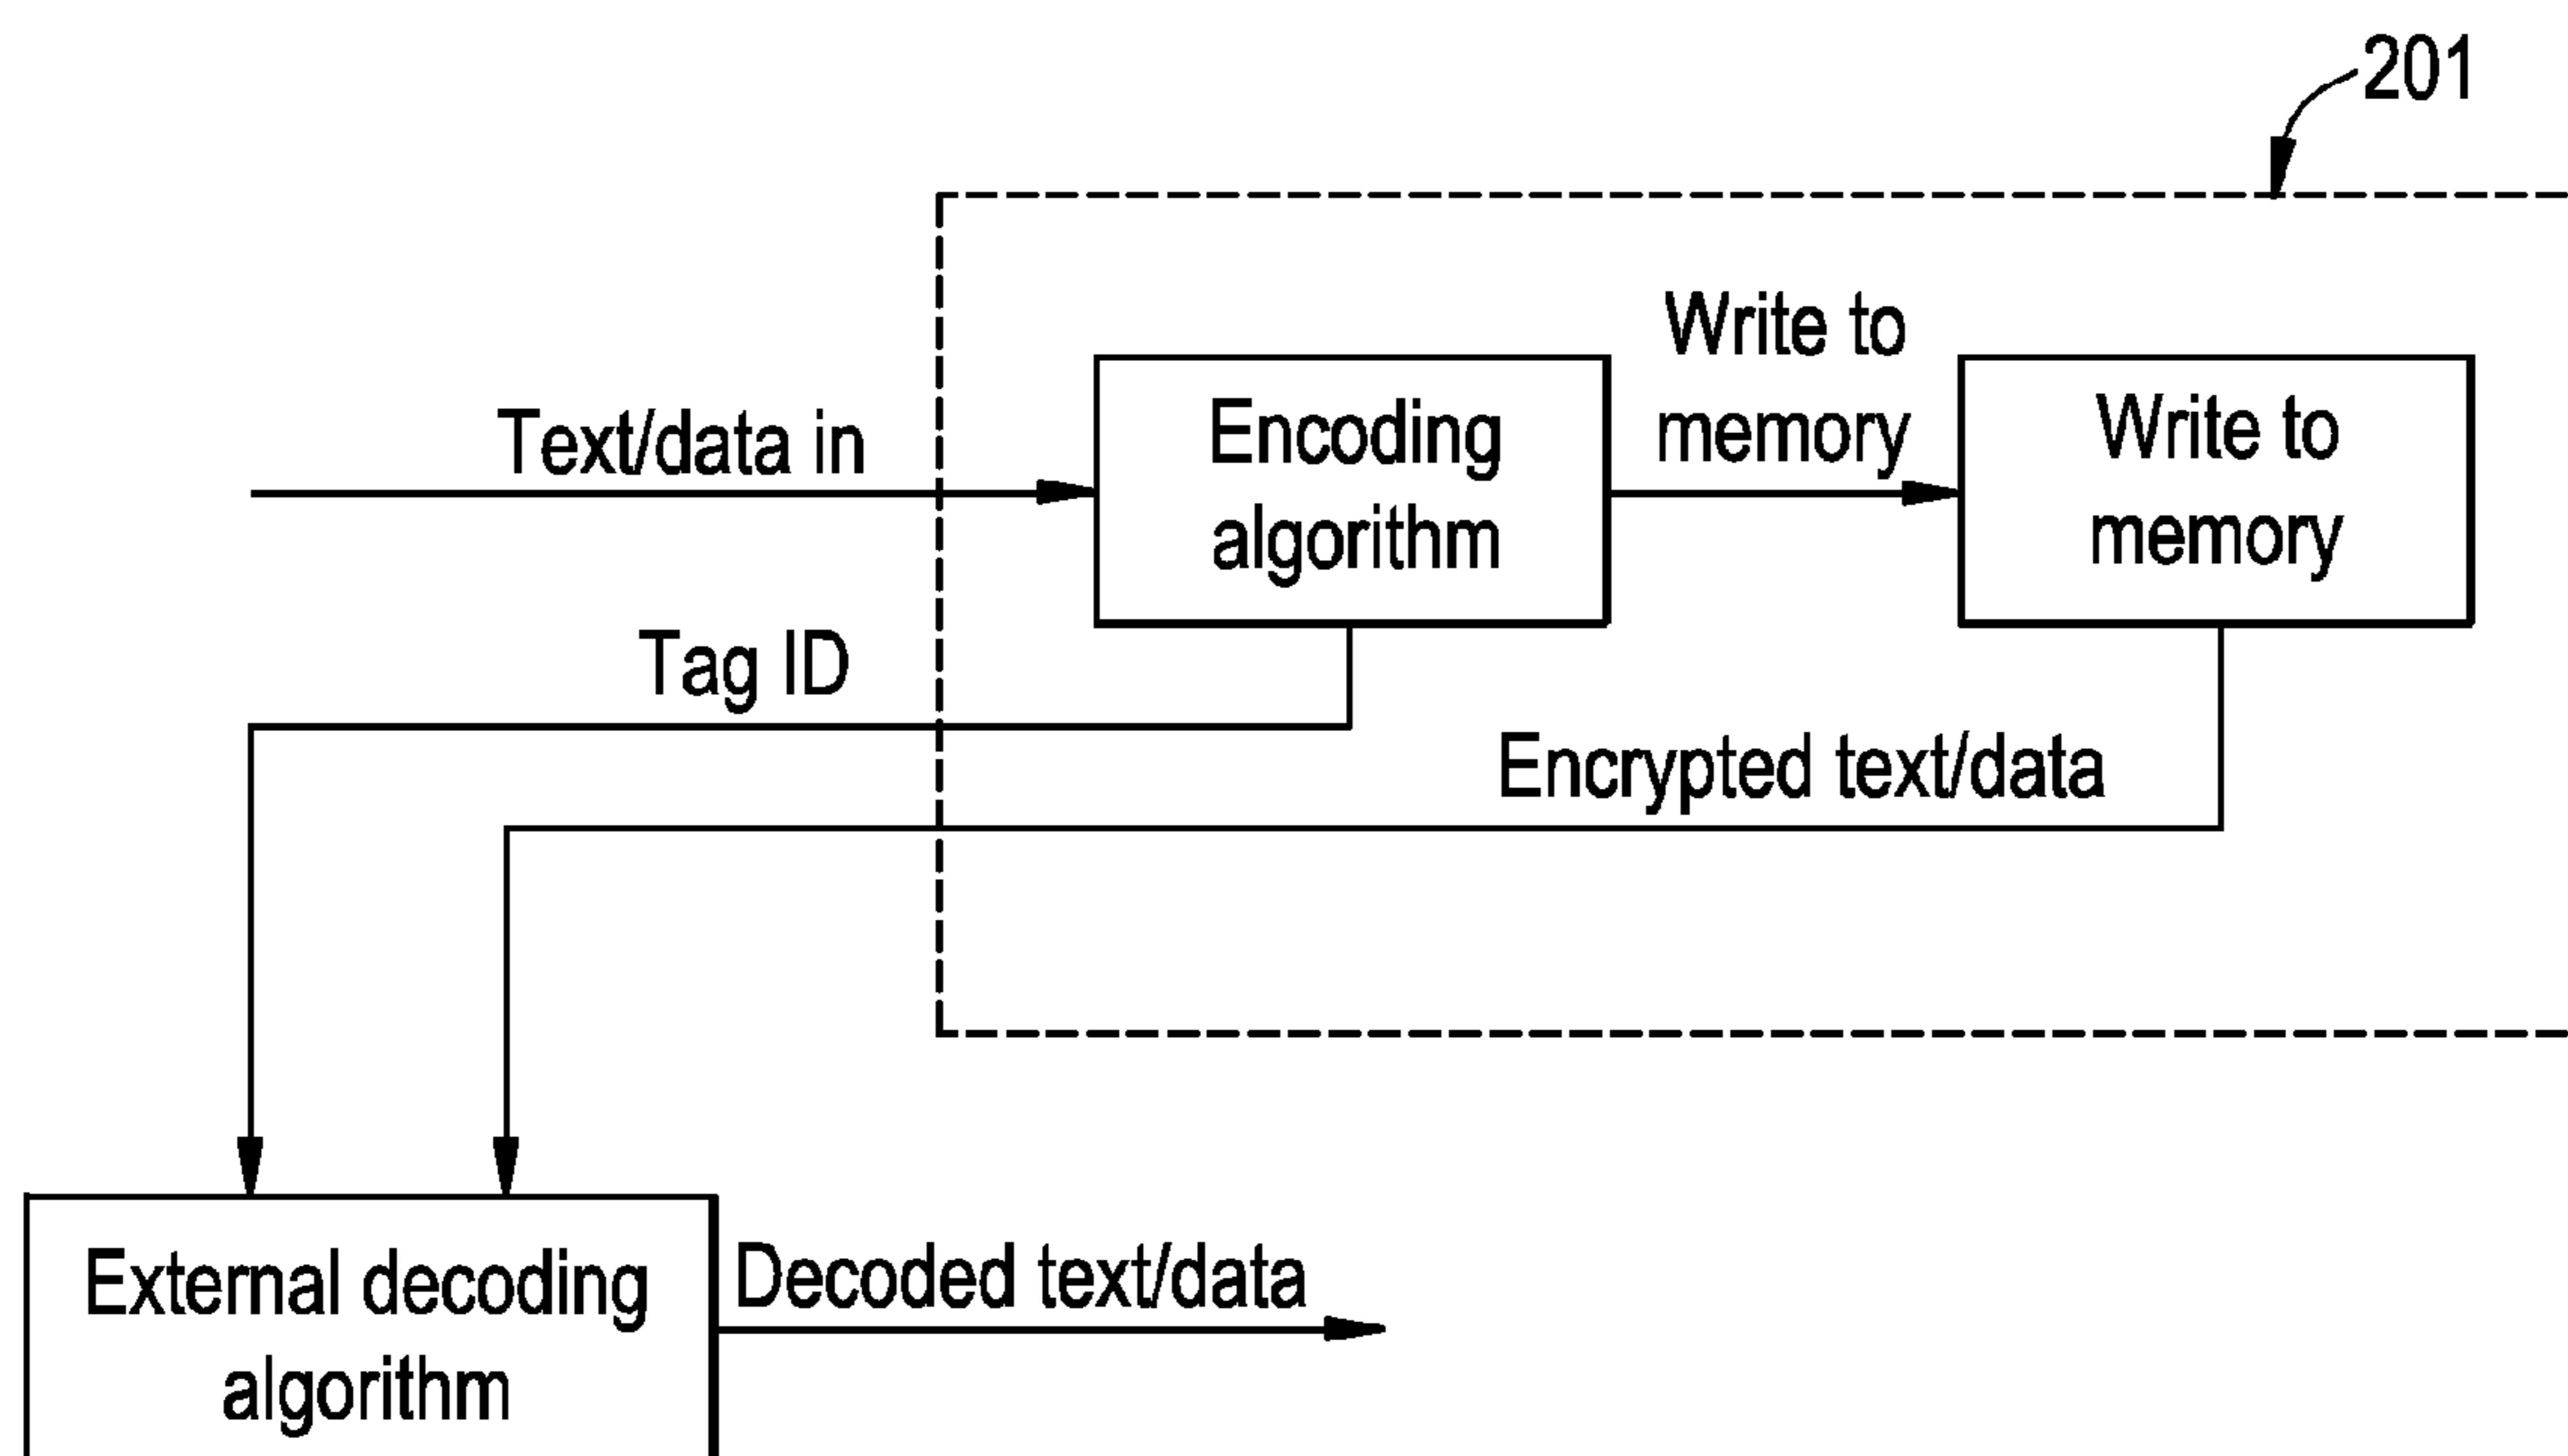 201
Text/data in
Encoding
algorithm
Write to
memory
Write to
memory
Tag ID
Encrypted text/data
External decoding
algorithm
Decoded text/data